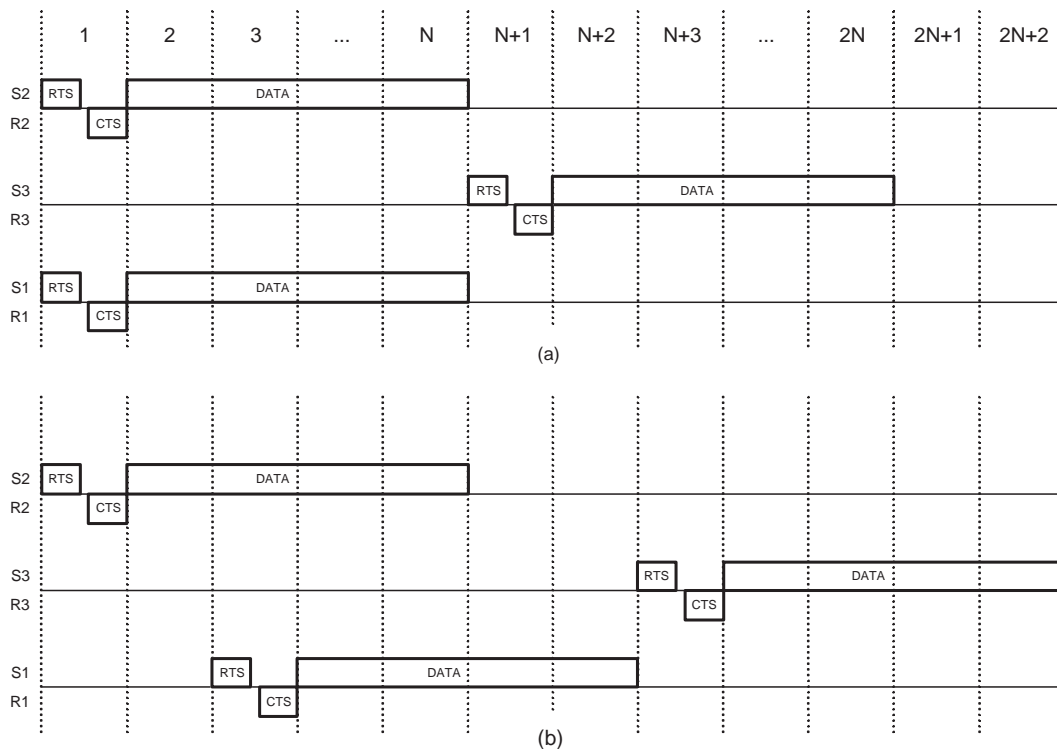 1 2 3 ... N N+1 N+2 N+3 ... 2N 2N+1 2N+2
S2 RTS DATA
R2 CTS
S3 RTS DATA
R3 CTS
S1 RTS DATA
R1 CTS
(a)
S2 RTS DATA
R2 CTS
S3 RTS DATA
R3 CTS
S1 RTS DATA
R1 CTS
(b)